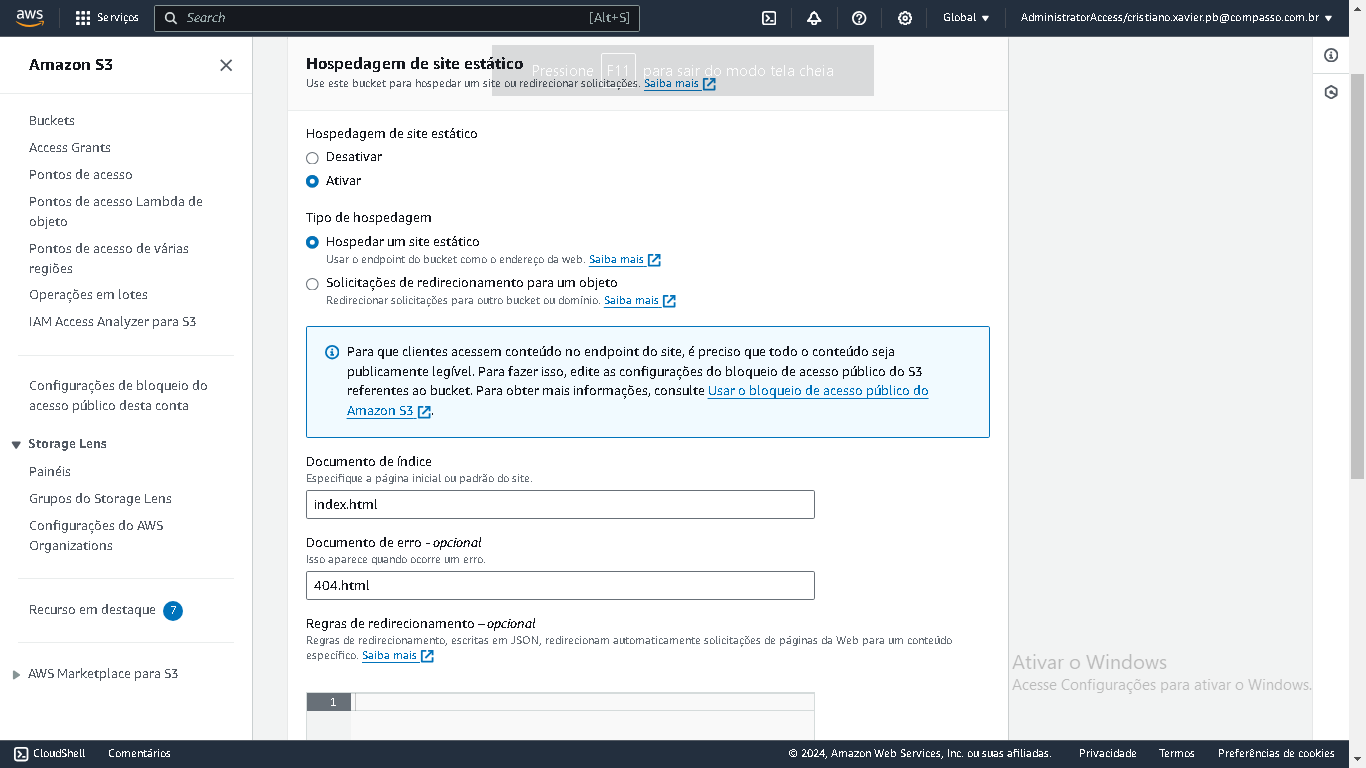 aws
Serviços
Search
[Alt+S]
Global
AdministratorAccess/cristiano.xavier.pb@compasso.com.br
Amazon S3
Buckets
Access Grants
Pontos de acesso
Pontos de acesso Lambda de
objeto
Pontos de acesso de várias
regiões
Operações em lotes
IAM Access Analyzer para S3
Configurações de bloqueio do
acesso público desta conta
Storage Lens
Painéis
Grupos do Storage Lens
Configurações do AWS
Organizations
Recurso em destaque 7
AWS Marketplace para S3
Hospedagem de site estático
Pressione F11 para sair do modo tela cheia
Use este bucket para hospedar um site ou redirecionar solicitações. Saiba mais
Hospedagem de site estático
Desativar
Ativar
Tipo de hospedagem
Hospedar um site estático
Usar o endpoint do bucket como o endereço da web. Saiba mais
Solicitações de redirecionamento para um objeto
Redirecionar solicitações para outro bucket ou domínio. Saiba mais
Para que clientes acessem conteúdo no endpoint do site, é preciso que todo o conteúdo seja
publicamente legível. Para fazer isso, edite as configurações do bloqueio de acesso público do S3
referentes ao bucket. Para obter mais informações, consulte Usar o bloqueio de acesso público do
Amazon S3.
Documento de índice
Especifique a página inicial ou padrão do site.
index.html
Documento de erro - opcional
Isso aparece quando ocorre um erro.
404.html
Regras de redirecionamento – opcional
Regras de redirecionamento, escritas em JSON, redirecionam automaticamente solicitações de páginas da Web para um conteúdo
específico. Saiba mais
1
Ativar o Windows
Acesse Configurações para ativar o Windows.
CloudShell
Comentários
© 2024, Amazon Web Services, Inc. ou suas afiliadas.
Privacidade
Termos
Preferências de cookies